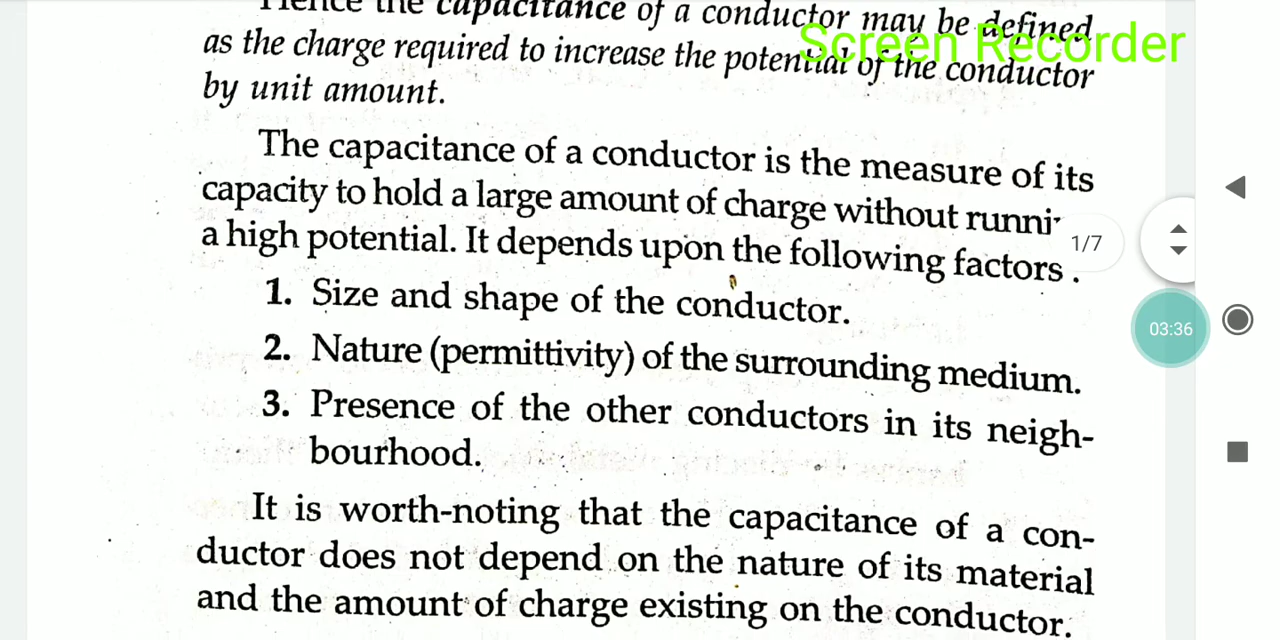 Hence the capacitance of a conductor may be defined
Screen Recorder
as the charge required to increase the potential of the conductor
by unit amount.
The capacitance of a conductor is the measure of its
capacity to hold a large amount of charge without runni
a high potential. It depends upon the following factors.
1/7
1. Size and shape of the conductor.
03:36
2. Nature (permittivity) of the surrounding medium.
3. Presence of the other conductors in its neigh-
bourhood.
It is worth-noting that the capacitance of a con-
ductor does not depend on the nature of its material
and the amount of charge existing on the conductor.